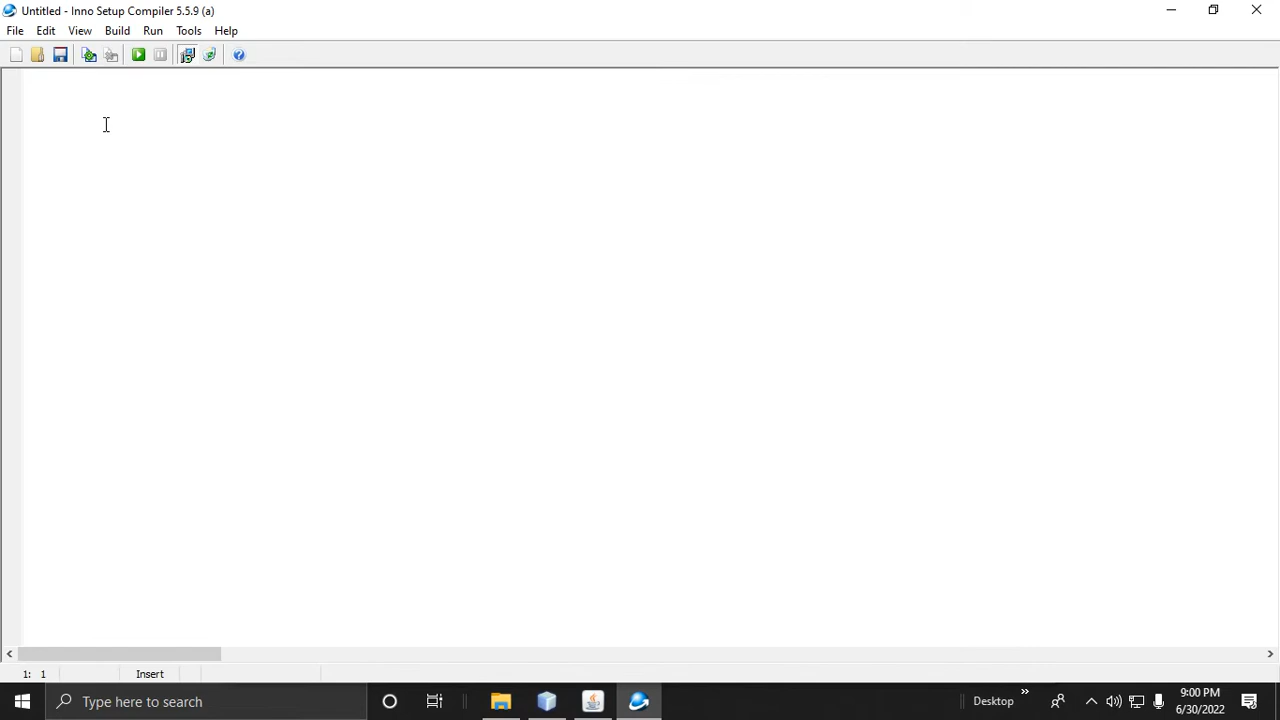 Untitled - Inno Setup Compiler 5.5.9 (a)
File Edit View Build Run Tools Help
1: 1 Insert
Type here to search
Desktop
9:00 PM
6/30/2022